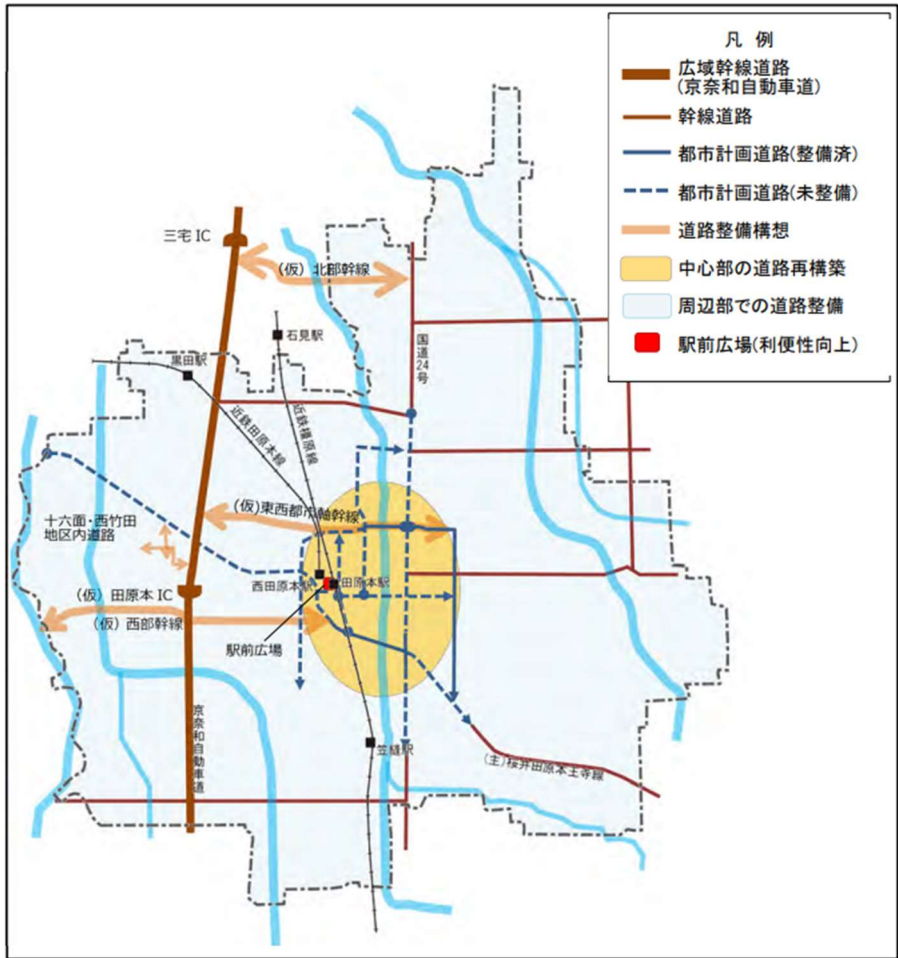 凡 例
広域幹線道路
(京奈和自動車道)
幹線道路
都市計画道路(整備済)
都市計画道路(未整備)
道路整備構想
中心部の道路再構築
周辺部での道路整備
駅前広場(利便性向上)
三宅 IC
(仮) 北部幹線
石見駅
国道24号
黒田駅
近鉄田原本線
近鉄橿原線
(仮)東西都市軸幹線
十六面・西竹田
地区内道路
西田原本駅
田原本駅
(仮) 田原本 IC
(仮) 西部幹線
駅前広場
京奈和自動車道
笠縫駅
(主)桜井田原本王寺線